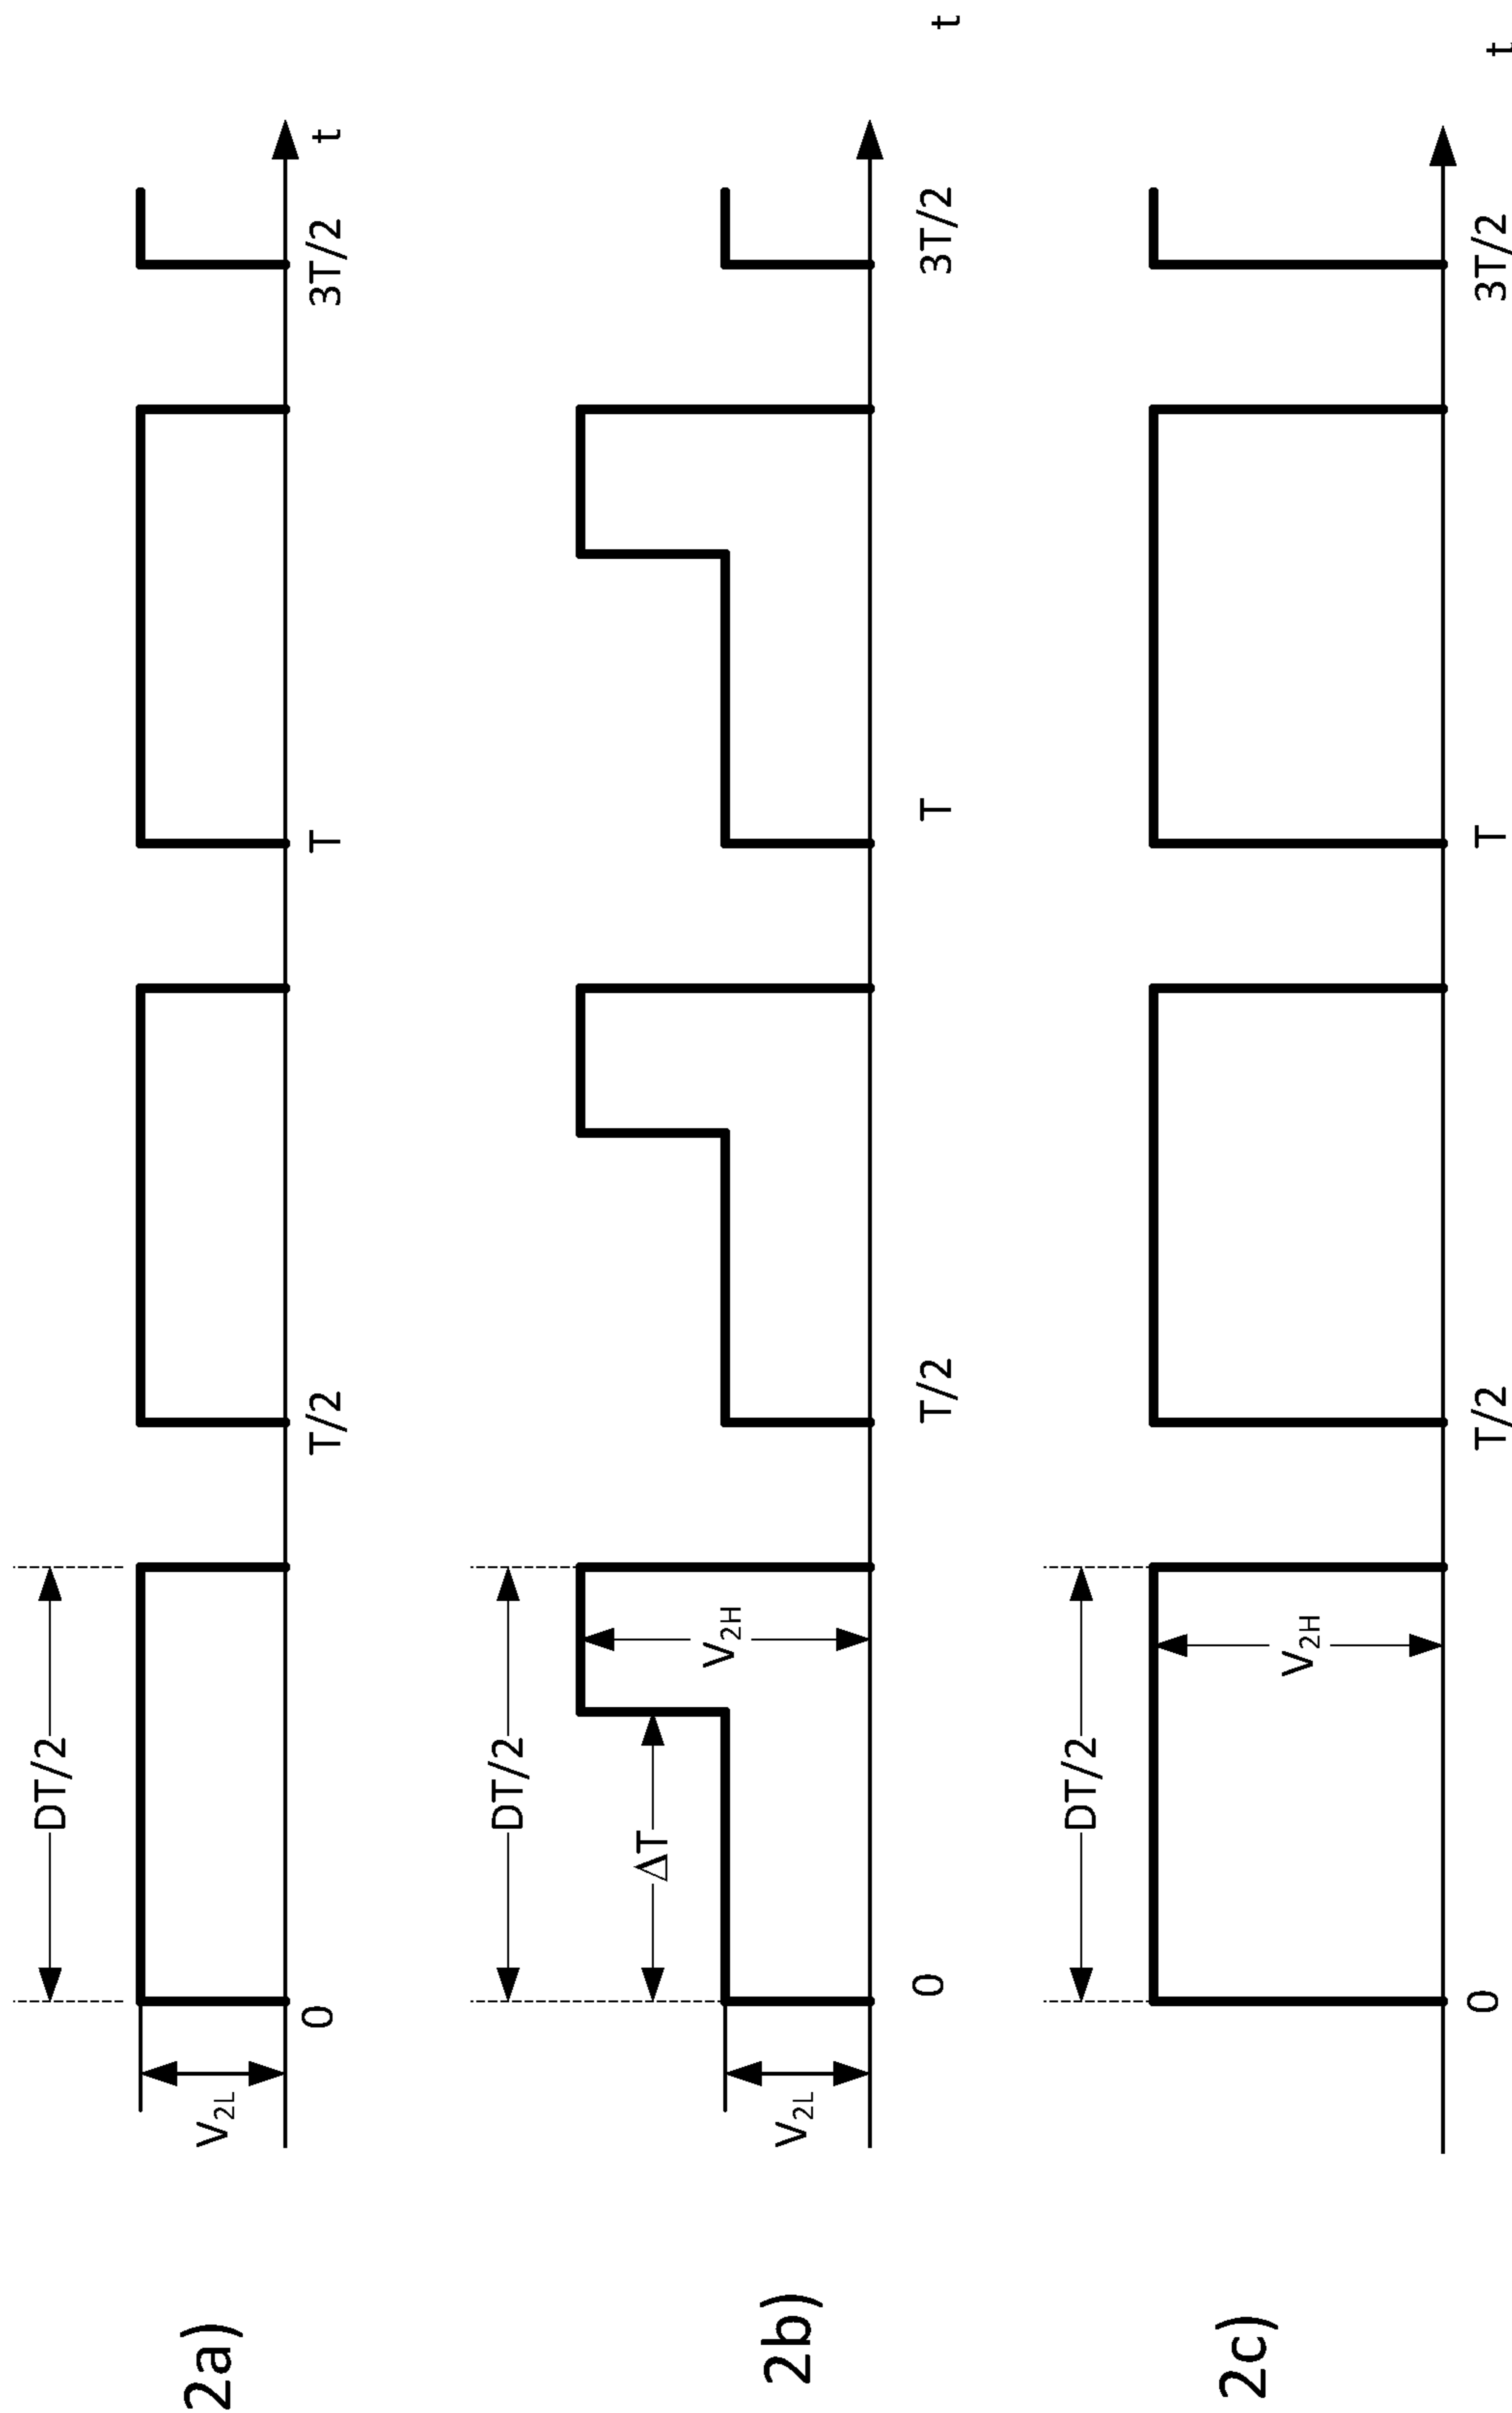 DT/2
V2L
2a)
0 T/2 T 3T/2 t
DT/2
ΔT
V2H
V2L
2b)
0 T/2 T 3T/2 t
DT/2
V2H
2c)
0 T/2 T 3T/2 t